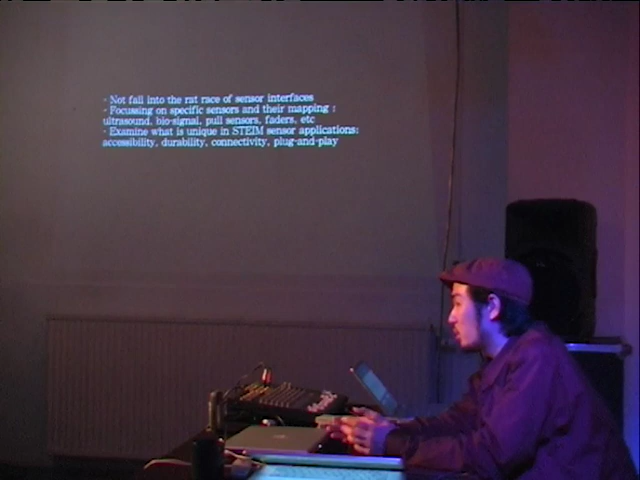 - Not fall into the rat race of sensor interfaces
- Focussing on specific sensors and their mapping :
ultrasound, bio-signal, pull sensors, faders, etc
- Examine what is unique in STEIM sensor applications:
accessibility, durability, connectivity, plug-and-play